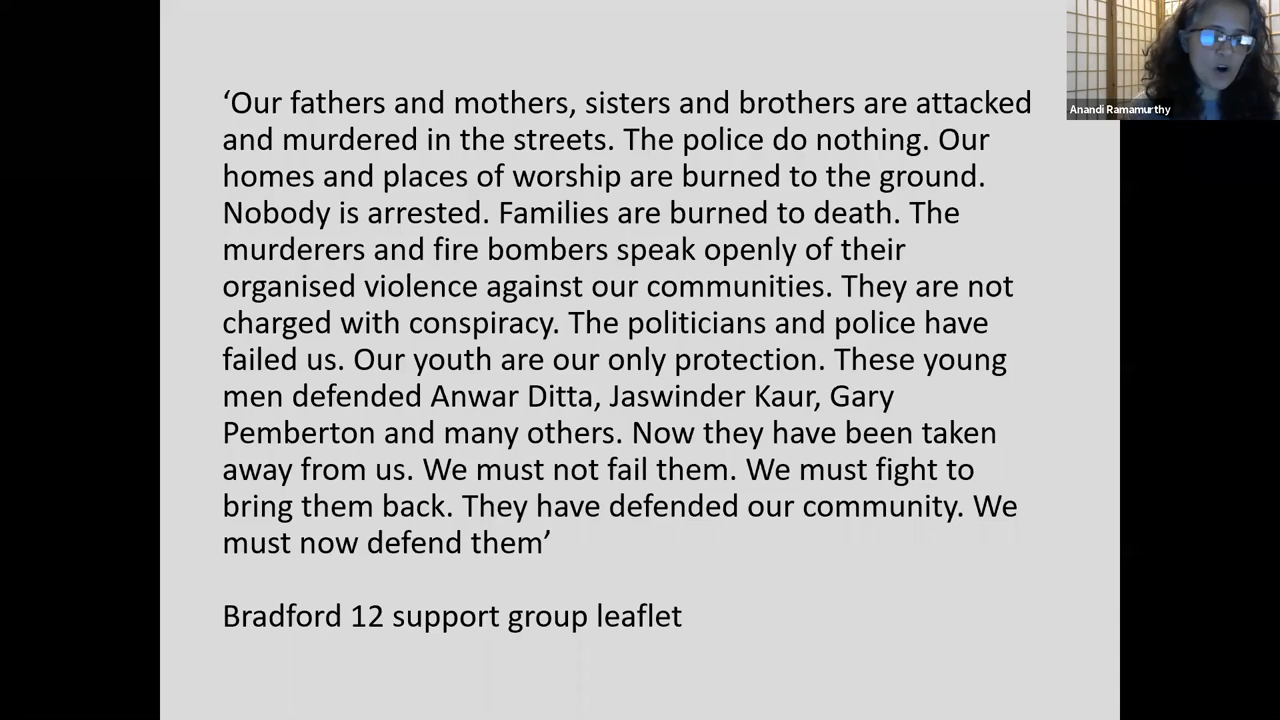 ‘Our fathers and mothers, sisters and brothers are attacked
and murdered in the streets. The police do nothing. Our
homes and places of worship are burned to the ground.
Nobody is arrested. Families are burned to death. The
murderers and fire bombers speak openly of their
organised violence against our communities. They are not
charged with conspiracy. The politicians and police have
failed us. Our youth are our only protection. These young
men defended Anwar Ditta, Jaswinder Kaur, Gary
Pemberton and many others. Now they have been taken
away from us. We must not fail them. We must fight to
bring them back. They have defended our community. We
must now defend them’
Bradford 12 support group leaflet
Anandi Ramamurthy